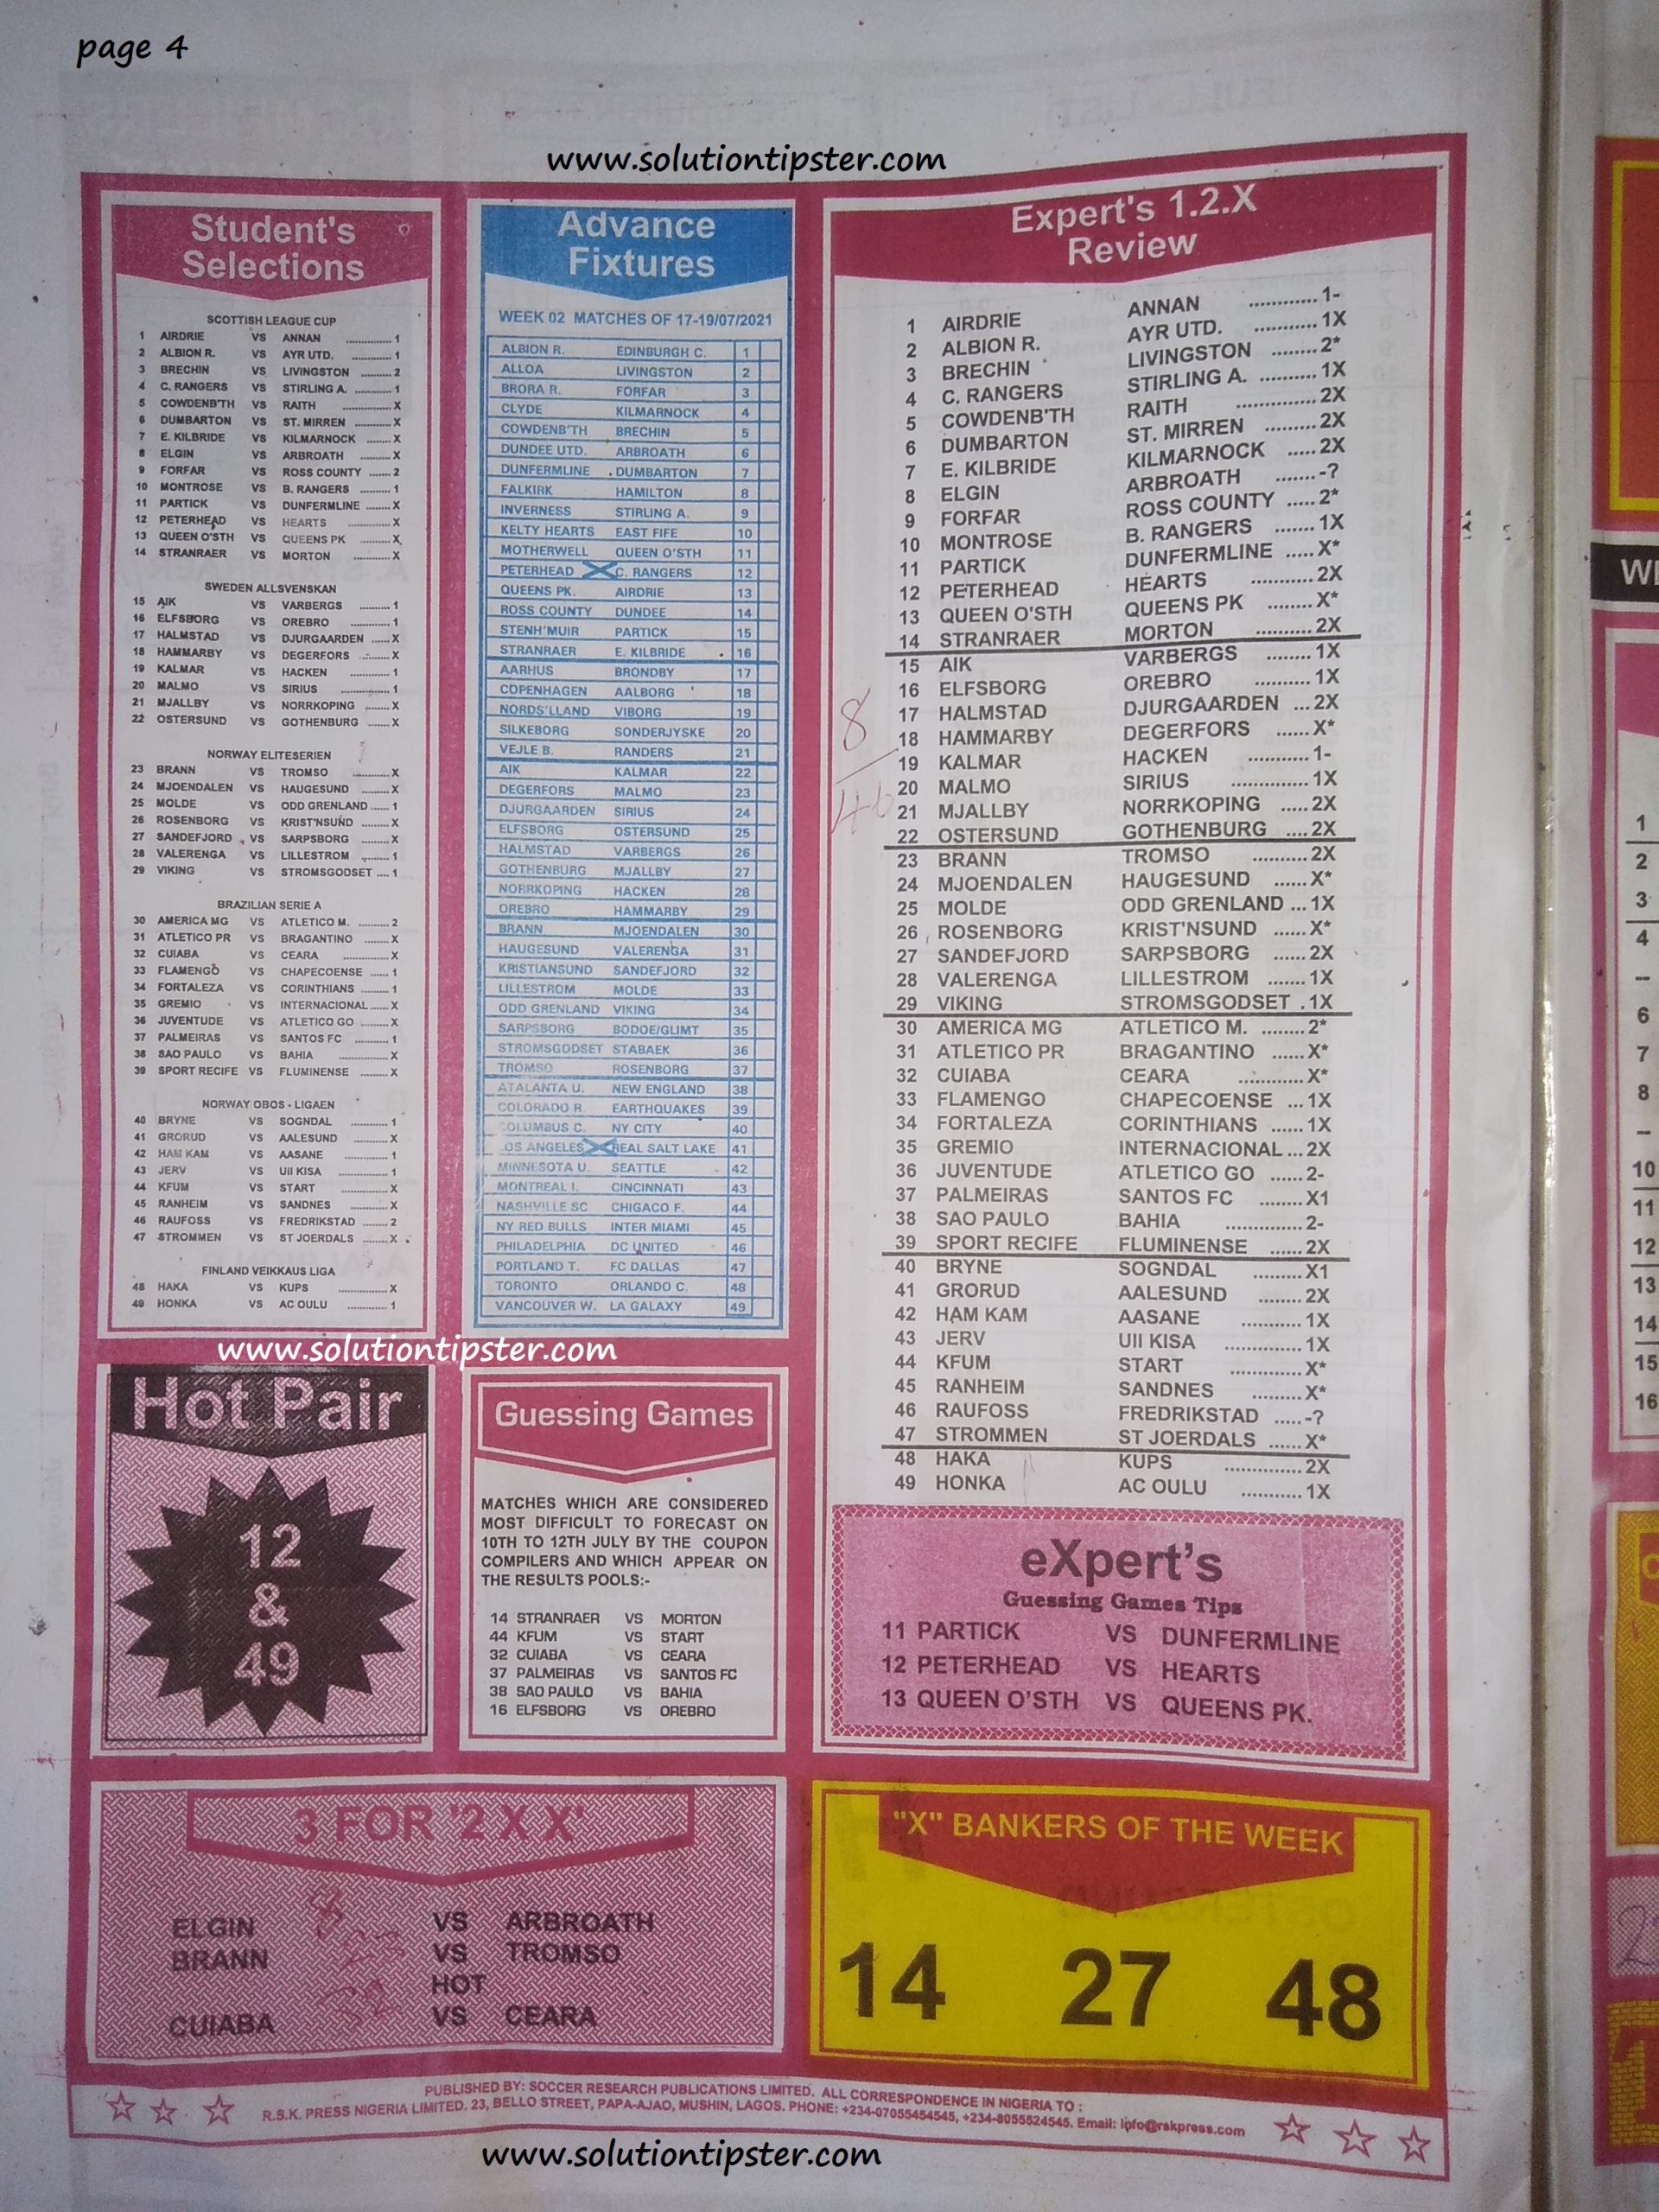 page 4
www.solutiontipster.com
Student's
Selections
SCOTTISH LEAGUE CUP
1 AIRDRIE VS ANNAN ............ 1
2 ALBION R. VS AYR UTD. ............ 1
3 BRECHIN VS LIVINGSTON ......... 2
4 C. RANGERS VS STIRLING A. ......... 1
5 COWDENB'TH VS RAITH ............ X
6 DUMBARTON VS ST. MIRREN ......... X
7 E. KILBRIDE VS KILMARNOCK ....... X
8 ELGIN VS ARBROATH ......... X
9 FORFAR VS ROSS COUNTY ...... 2
10 MONTROSE VS B. RANGERS ......... 1
11 PARTICK VS DUNFERMLINE ...... X
12 PETERHEAD VS HEARTS ............ X
13 QUEEN O'STH VS QUEENS PK ......... X
14 STRANRAER VS MORTON ............ X
SWEDEN ALLSVENSKAN
15 AIK VS VARBERGS .......... 1
16 ELFSBORG VS OREBRO ............ 1
17 HALMSTAD VS DJURGAARDEN ...... X
18 HAMMARBY VS DEGERFORS ......... X
19 KALMAR VS HACKEN ............ 1
20 MALMO VS SIRIUS ............ 1
21 MJALLBY VS NORRKOPING ....... X
22 OSTERSUND VS GOTHENBURG ...... X
NORWAY ELITESERIEN
23 BRANN VS TROMSO ............ X
24 MJOENDALEN VS HAUGESUND ......... X
25 MOLDE VS ODD GRENLAND ...... 1
26 ROSENBORG VS KRIST'NSUND ........ X
27 SANDEFJORD VS SARPSBORG ......... X
28 VALERENGA VS LILLESTROM ........ 1
29 VIKING VS STROMSGODSET .... 1
BRAZILIAN SERIE A
30 AMERICA MG VS ATLETICO M. ......... 2
31 ATLETICO PR VS BRAGANTINO ....... X
32 CUIABA VS CEARA ............ X
33 FLAMENGO VS CHAPECOENSE ...... 1
34 FORTALEZA VS CORINTHIANS ....... 1
35 GREMIO VS INTERNACIONAL ..... X
36 JUVENTUDE VS ATLETICO GO ........ X
37 PALMEIRAS VS SANTOS FC ......... 1
38 SAO PAULO VS BAHIA ............ X
39 SPORT RECIFE VS FLUMINENSE ........ X
NORWAY OBOS - LIGAEN
40 BRYNE VS SOGNDAL ............ 1
41 GRORUD VS AALESUND .......... X
42 HAM KAM VS AASANE ............ 1
43 JERV VS UII KISA ............ 1
44 KFUM VS START ............ X
45 RANHEIM VS SANDNES .......... X
46 RAUFOSS VS FREDRIKSTAD ....... 2
47 STROMMEN VS ST JOERDALS ....... X
FINLAND VEIKKAUS LIGA
48 HAKA VS KUPS ............ X
49 HONKA VS AC OULU ............ 1
Advance
Fixtures
WEEK 02 MATCHES OF 17-19/07/2021
ALBION R. EDINBURGH C. 1
ALLOA LIVINGSTON 2
BRORA R. FORFAR 3
CLYDE KILMARNOCK 4
COWDENB'TH BRECHIN 5
DUNDEE UTD. ARBROATH 6
DUNFERMLINE DUMBARTON 7
FALKIRK HAMILTON 8
INVERNESS STIRLING A. 9
KELTY HEARTS EAST FIFE 10
MOTHERWELL QUEEN O'STH 11
PETERHEAD C. RANGERS 12
QUEENS PK. AIRDRIE 13
ROSS COUNTY DUNDEE 14
STENH'MUIR PARTICK 15
STRANRAER E. KILBRIDE 16
AARHUS BRONDBY 17
COPENHAGEN AALBORG 18
NORDS'LLAND VIBORG 19
SILKEBORG SONDERJYSKE 20
VEJLE B. RANDERS 21
AIK KALMAR 22
DEGERFORS MALMO 23
DJURGAARDEN SIRIUS 24
ELFSBORG OSTERSUND 25
HALMSTAD VARBERGS 26
GOTHENBURG MJALLBY 27
NORRKOPING HACKEN 28
OREBRO HAMMARBY 29
BRANN MJOENDALEN 30
HAUGESUND VALERENGA 31
KRISTIANSUND SANDEFJORD 32
LILLESTROM MOLDE 33
ODD GRENLAND VIKING 34
SARPSBORG BODOE/GLIMT 35
STROMSGODSET STABAEK 36
TROMSO ROSENBORG 37
ATALANTA U. NEW ENGLAND 38
COLORADO R. EARTHQUAKES 39
COLUMBUS C. NY CITY 40
LOS ANGELES REAL SALT LAKE 41
MINNESOTA U. SEATTLE 42
MONTREAL I. CINCINNATI 43
NASHVILLE SC CHIGACO F. 44
NY RED BULLS INTER MIAMI 45
PHILADELPHIA DC UNITED 46
PORTLAND T. FC DALLAS 47
TORONTO ORLANDO C. 48
VANCOUVER W. LA GALAXY 49
Expert's 1.2.X
Review
1 AIRDRIE ANNAN ............ 1-
2 ALBION R. AYR UTD. ........... 1X
3 BRECHIN LIVINGSTON ........ 2*
4 C. RANGERS STIRLING A. .......... 1X
5 COWDENB'TH RAITH .............. 2X
6 DUMBARTON ST. MIRREN ......... 2X
7 E. KILBRIDE KILMARNOCK ..... 2X
8 ELGIN ARBROATH ....... -?
9 FORFAR ROSS COUNTY ..... 2*
10 MONTROSE B. RANGERS ....... 1X
11 PARTICK DUNFERMLINE ..... X*
12 PETERHEAD HEARTS ........... 2X
13 QUEEN O'STH QUEENS PK ........ X*
14 STRANRAER MORTON .......... 2X
15 AIK VARBERGS ........ 1X
16 ELFSBORG OREBRO .......... 1X
17 HALMSTAD DJURGAARDEN ... 2X
18 HAMMARBY DEGERFORS ...... X*
19 KALMAR HACKEN ........... 1-
20 MALMO SIRIUS .............. 1X
21 MJALLBY NORRKOPING ..... 2X
22 OSTERSUND GOTHENBURG .... 2X
23 BRANN TROMSO .......... 2X
24 MJOENDALEN HAUGESUND ...... X*
25 MOLDE ODD GRENLAND ... 1X
26 ROSENBORG KRIST'NSUND ...... X*
27 SANDEFJORD SARPSBORG ...... 2X
28 VALERENGA LILLESTROM ....... 1X
29 VIKING STROMSGODSET . 1X
30 AMERICA MG ATLETICO M. ........ 2*
31 ATLETICO PR BRAGANTINO ...... X*
32 CUIABA CEARA ............ X*
33 FLAMENGO CHAPECOENSE ... 1X
34 FORTALEZA CORINTHIANS ..... 1X
35 GREMIO INTERNACIONAL ... 2X
36 JUVENTUDE ATLETICO GO ..... 2-
37 PALMEIRAS SANTOS FC ........ X1
38 SAO PAULO BAHIA .............. 2-
39 SPORT RECIFE FLUMINENSE ...... 2X
40 BRYNE SOGNDAL ......... X1
41 GRORUD AALESUND ........ 2X
42 HAM KAM AASANE ............ 1X
43 JERV UII KISA .............. 1X
44 KFUM START ............. X*
45 RANHEIM SANDNES ......... X*
46 RAUFOSS FREDRIKSTAD ..... -?
47 STROMMEN ST JOERDALS ...... X*
48 HAKA KUPS .............. 2X
49 HONKA AC OULU ........... 1X
8
46
www.solutiontipster.com
Hot Pair
12
&
49
Guessing Games
MATCHES WHICH ARE CONSIDERED
MOST DIFFICULT TO FORECAST ON
10TH TO 12TH JULY BY THE COUPON
COMPILERS AND WHICH APPEAR ON
THE RESULTS POOLS:-
14 STRANRAER VS MORTON
44 KFUM VS START
32 CUIABA VS CEARA
37 PALMEIRAS VS SANTOS FC
38 SAO PAULO VS BAHIA
16 ELFSBORG VS OREBRO
eXpert's
Guessing Games Tips
11 PARTICK VS DUNFERMLINE
12 PETERHEAD VS HEARTS
13 QUEEN O'STH VS QUEENS PK.
3 FOR '2 X X'
ELGIN 8 VS ARBROATH
BRANN 23 VS TROMSO
HOT
CUIABA 32 VS CEARA
"X" BANKERS OF THE WEEK
14 27 48
PUBLISHED BY: SOCCER RESEARCH PUBLICATIONS LIMITED. ALL CORRESPONDENCE IN NIGERIA TO :
R.S.K. PRESS NIGERIA LIMITED. 23, BELLO STREET, PAPA-AJAO, MUSHIN, LAGOS. PHONE: +234-07055454545, +234-8055524545. Email: info@rskpress.com
www.solutiontipster.com
1
2
3
4
--
6
7
8
--
10
11
12
13
14
15
16